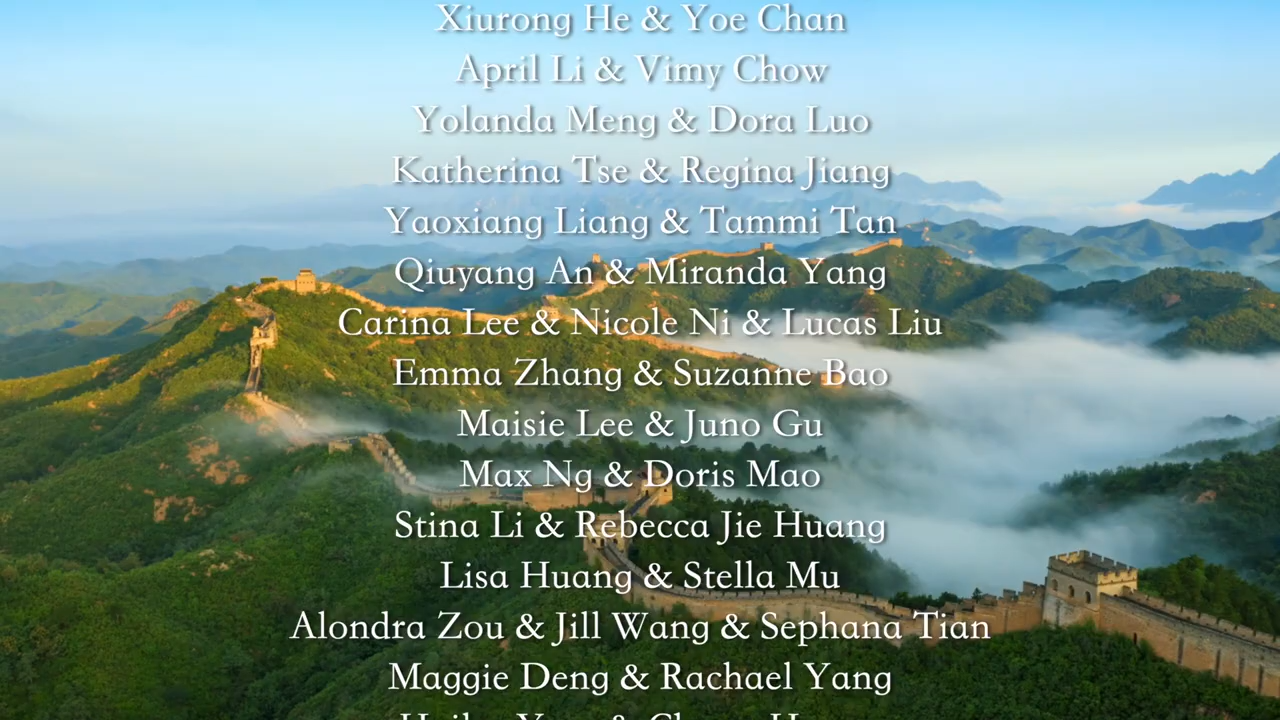 Xiurong He & Yoe Chan
April Li & Vimy Chow
Yolanda Meng & Dora Luo
Katherina Tse & Regina Jiang
Yaoxiang Liang & Tammi Tan
Qiuyang An & Miranda Yang
Carina Lee & Nicole Ni & Lucas Liu
Emma Zhang & Suzanne Bao
Maisie Lee & Juno Gu
Max Ng & Doris Mao
Stina Li & Rebecca Jie Huang
Lisa Huang & Stella Mu
Alondra Zou & Jill Wang & Sephana Tian
Maggie Deng & Rachael Yang